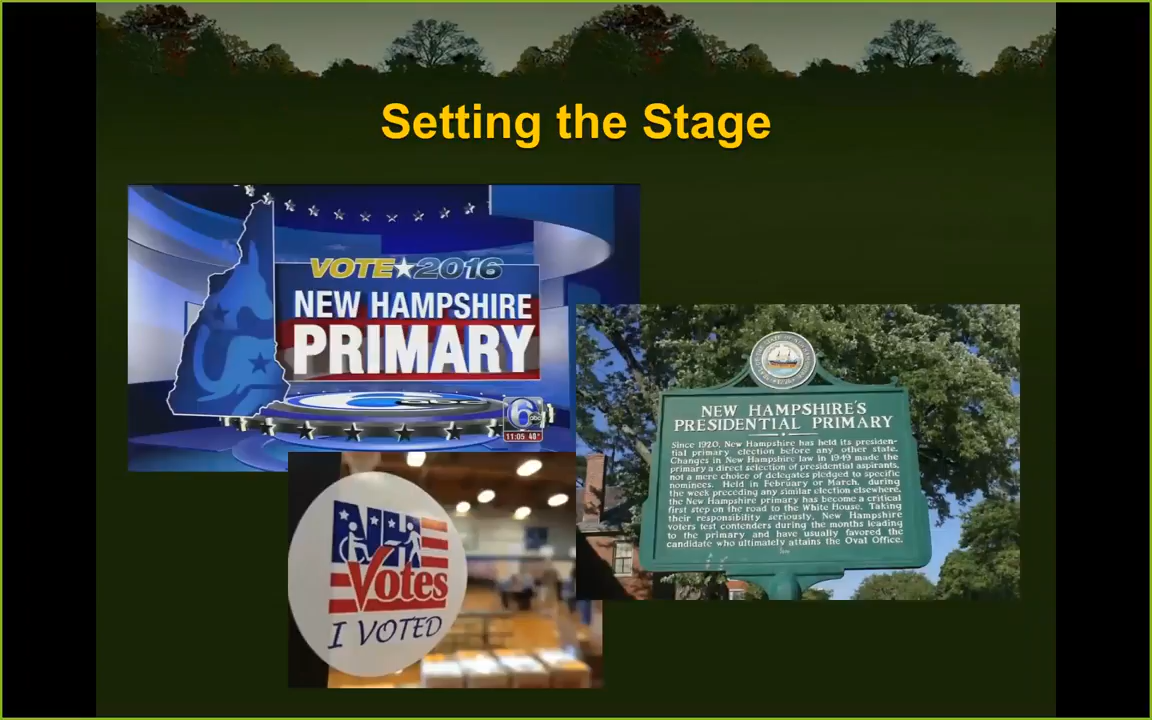 Setting the Stage
VOTE★2016
NEW HAMPSHIRE
PRIMARY
6
abc
11:05 40°
NEW HAMPSHIRE'S
PRESIDENTIAL PRIMARY
Since 1920, New Hampshire has held its presiden-
tial primary election before any other state.
Changes in New Hampshire law in 1949 made the
primary a direct selection of presidential aspirants,
not a mere choice of delegates pledged to specific
nominees. Held in February or March, during
the week preceding any similar election elsewhere,
the New Hampshire primary has become a critical
first step on the road to the White House. Taking
their responsibility seriously, New Hampshire
voters test contenders during the months leading
to the primary and have usually favored the
candidate who ultimately attains the Oval Office.
NH
Votes
I VOTED